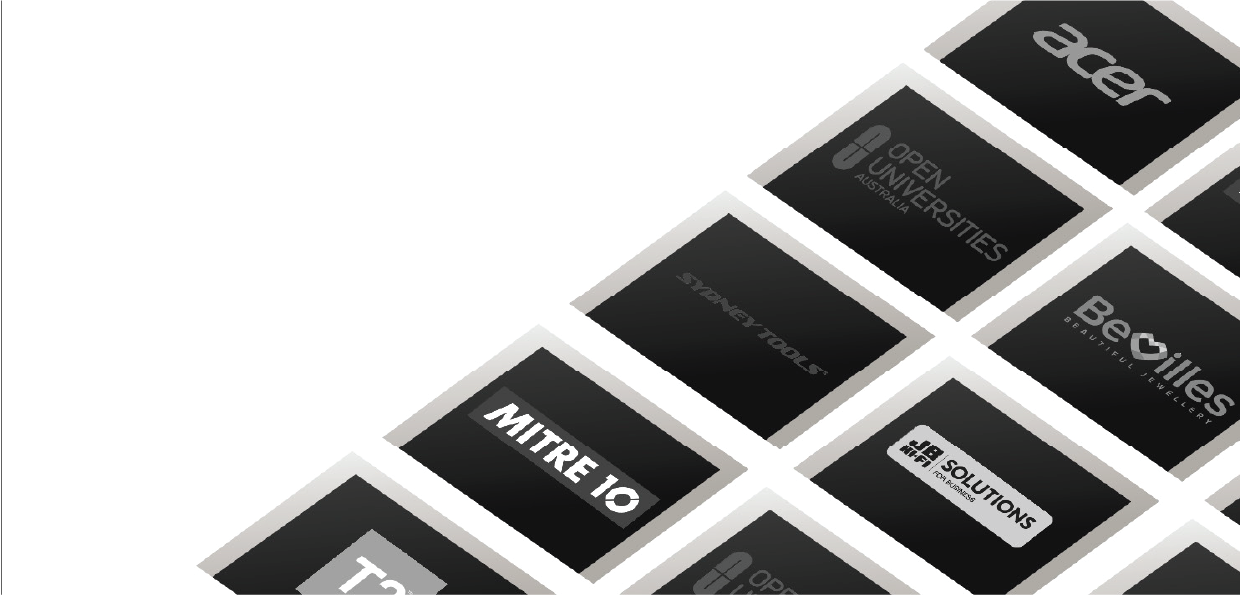 acer
OPEN
UNIVERSITIES
AUSTRALIA
SYDNEY TOOLS
Bevilles
BEAUTIFUL JEWELLERY
MITRE 10
JB
HI-FI
SOLUTIONS
FOR BUSINESS
T2
OPE